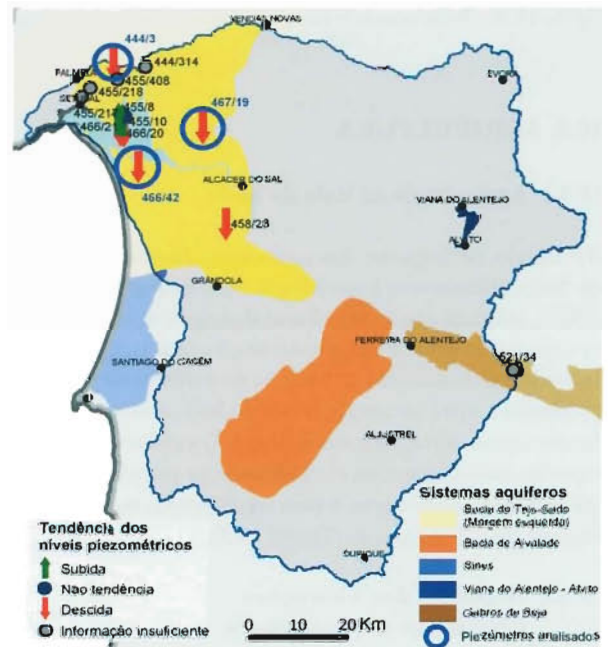 VENDAS NOVAS
444/3
444/314
PALMELA
455/408
455/218
ÉVORA
SETÚBAL
455/8
467/19
455/10
466/20
466/42
ALCÁCER DO SAL
VIANA DO ALENTEJO
458/28
ALVITO
GRÂNDOLA
FERREIRA DO ALENTEJO
521/34
SANTIAGO DO CACÉM
ALJUSTREL
OURIQUE
Tendência dos
níveis piezométricos
Subida
Não tendência
Descida
Informação insuficiente
0 10 20 Km
Sistemas aquíferos
Bacia do Tejo-Sado
(Margem esquerda)
Bacia de Alvalade
Sines
Viana do Alentejo - Alvito
Gabros de Beja
Piezómetros analisados